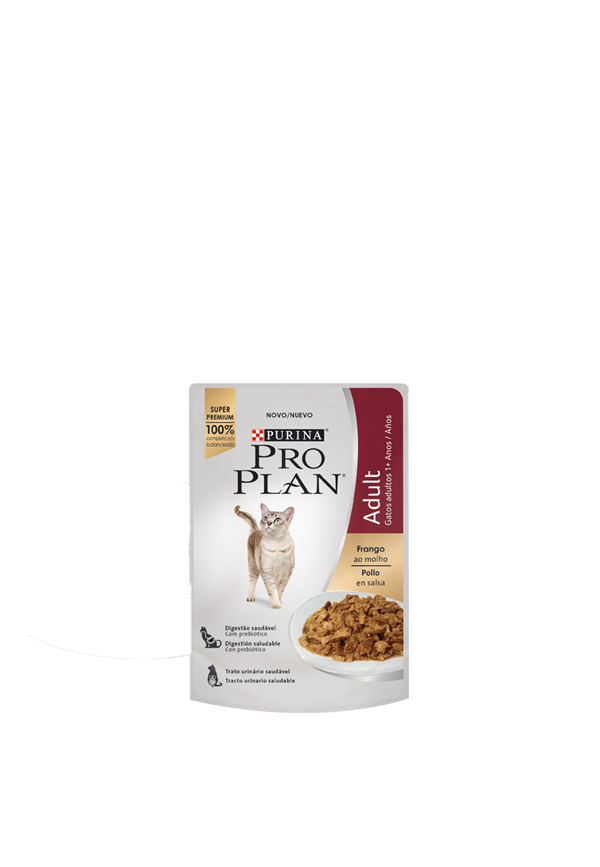 SUPER
PREMIUM
100%
completo e/y
balanceado
NOVO/NUEVO
PURINA®
PRO
PLAN®
Adult
Gatos adultos 1+ Anos / Años
Frango
ao molho
Pollo
en salsa
Digestão saudável
Com prebiótico
Digestión saludable
Con prebiótico
Trato urinário saudável
Tracto urinario saludable